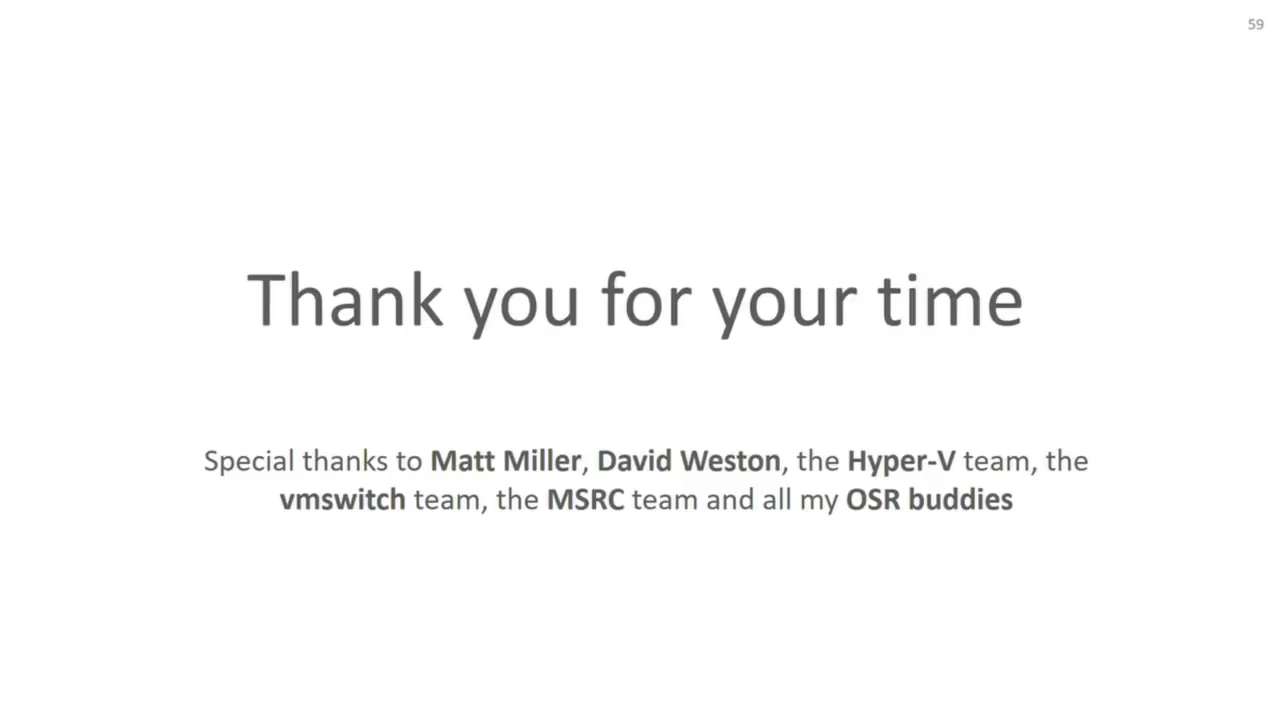 59
Thank you for your time
Special thanks to Matt Miller, David Weston, the Hyper-V team, the
vmswitch team, the MSRC team and all my OSR buddies